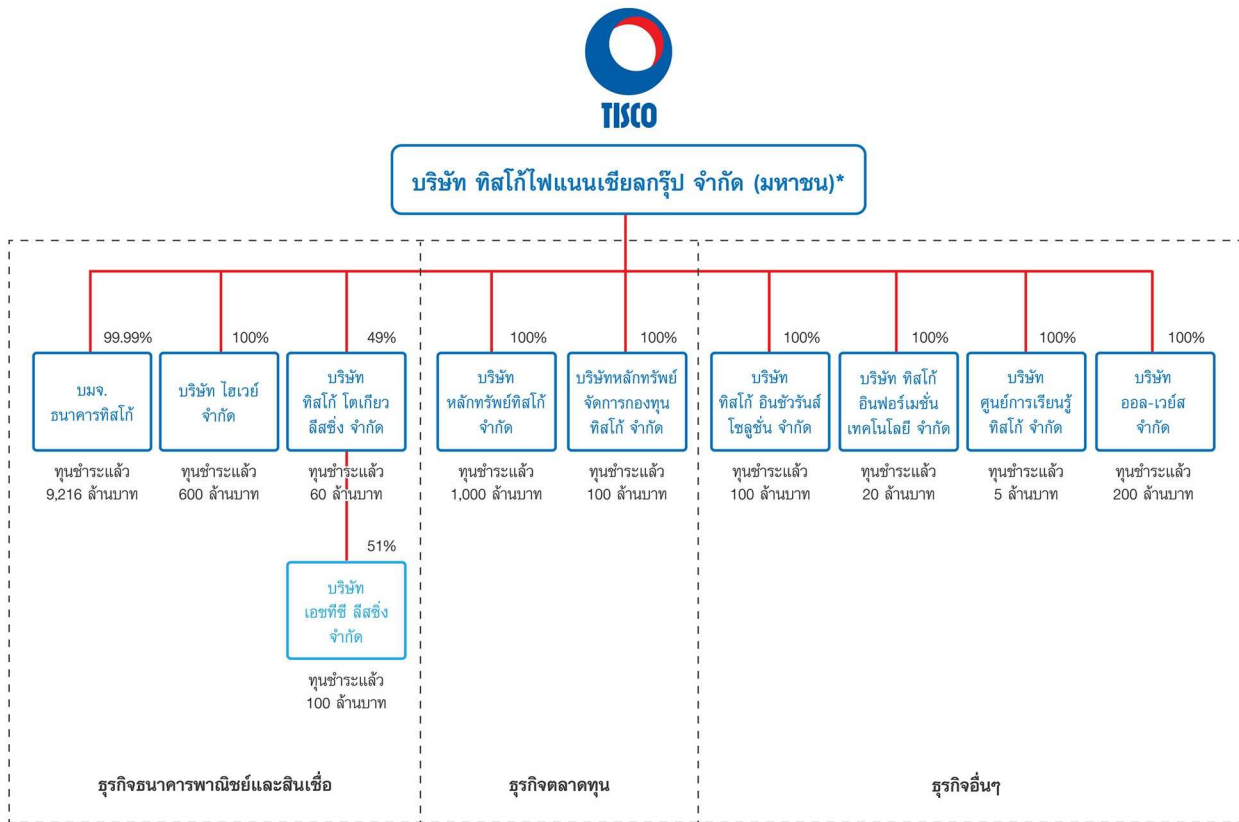 TISCO
บริษัท ทิสโก้ไฟแนนเชียลกรุ๊ป จำกัด (มหาชน)*
99.99%
บมจ.
ธนาคารทิสโก้
ทุนชำระแล้ว
9,216 ล้านบาท
100%
บริษัท ไฮเวย์
จำกัด
ทุนชำระแล้ว
600 ล้านบาท
49%
บริษัท
ทิสโก้ โตเกียว
ลีสซิ่ง จำกัด
ทุนชำระแล้ว
60 ล้านบาท
51%
บริษัท
เอชทีซี ลีสซิ่ง
จำกัด
ทุนชำระแล้ว
100 ล้านบาท
ธุรกิจธนาคารพาณิชย์และสินเชื่อ
100%
บริษัท
หลักทรัพย์ทิสโก้
จำกัด
ทุนชำระแล้ว
1,000 ล้านบาท
100%
บริษัทหลักทรัพย์
จัดการกองทุน
ทิสโก้ จำกัด
ทุนชำระแล้ว
100 ล้านบาท
ธุรกิจตลาดทุน
100%
บริษัท
ทิสโก้ อินชัวรันส์
โซลูชั่น จำกัด
ทุนชำระแล้ว
100 ล้านบาท
100%
บริษัท ทิสโก้
อินฟอร์เมชั่น
เทคโนโลยี จำกัด
ทุนชำระแล้ว
20 ล้านบาท
100%
บริษัท
ศูนย์การเรียนรู้
ทิสโก้ จำกัด
ทุนชำระแล้ว
5 ล้านบาท
100%
บริษัท
ออล-เวย์ส
จำกัด
ทุนชำระแล้ว
200 ล้านบาท
ธุรกิจอื่นๆ